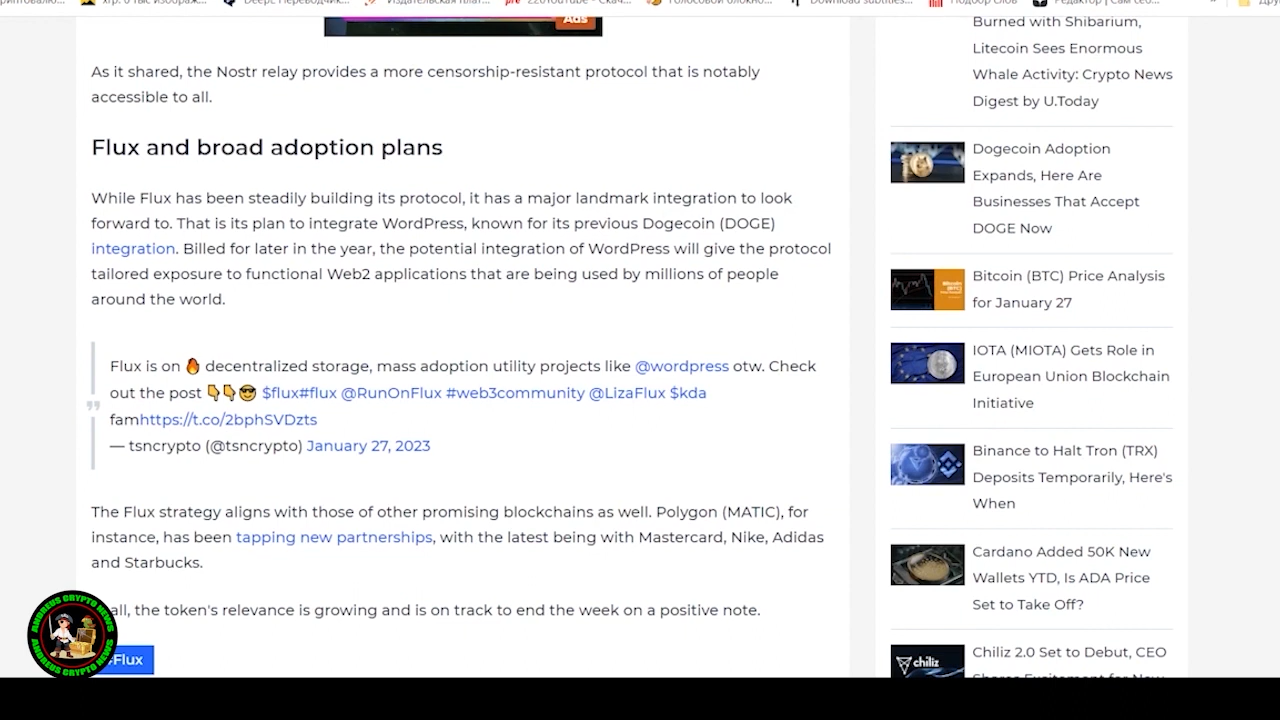 Ads
As it shared, the Nostr relay provides a more censorship-resistant protocol that is notably
accessible to all.
Flux and broad adoption plans
While Flux has been steadily building its protocol, it has a major landmark integration to look
forward to. That is its plan to integrate WordPress, known for its previous Dogecoin (DOGE)
integration. Billed for later in the year, the potential integration of WordPress will give the protocol
tailored exposure to functional Web2 applications that are being used by millions of people
around the world.
Flux is on 🔥 decentralized storage, mass adoption utility projects like @wordpress otw. Check
out the post 👇👇😎 $flux#flux @RunOnFlux #web3community @LizaFlux $kda
famhttps://t.co/2bphSVDzts
— tsncrypto (@tsncrypto) January 27, 2023
The Flux strategy aligns with those of other promising blockchains as well. Polygon (MATIC), for
instance, has been tapping new partnerships, with the latest being with Mastercard, Nike, Adidas
and Starbucks.
all, the token's relevance is growing and is on track to end the week on a positive note.
Flux
ANDREUS CRYPTO NEWS
ANDREUS CRYPTO NEWS
Burned with Shibarium,
Litecoin Sees Enormous
Whale Activity: Crypto News
Digest by U.Today
Dogecoin Adoption
Expands, Here Are
Businesses That Accept
DOGE Now
Bitcoin (BTC) Price Analysis
for January 27
IOTA (MIOTA) Gets Role in
European Union Blockchain
Initiative
Binance to Halt Tron (TRX)
Deposits Temporarily, Here's
When
Cardano Added 50K New
Wallets YTD, Is ADA Price
Set to Take Off?
chiliz
Chiliz 2.0 Set to Debut, CEO